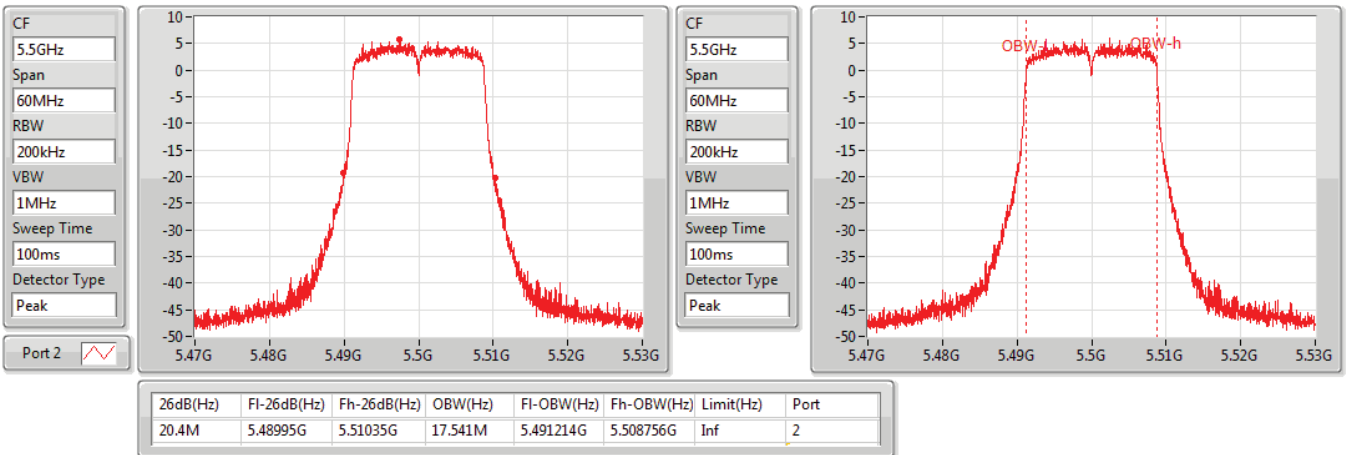 CF
5.5GHz
Span
60MHz
RBW
200kHz
VBW
1MHz
Sweep Time
100ms
Detector Type
Peak
Port 2
10
5
0
-5
-10
-15
-20
-25
-30
-35
-40
-45
-50
5.47G 5.48G 5.49G 5.5G 5.51G 5.52G 5.53G
CF
5.5GHz
Span
60MHz
RBW
200kHz
VBW
1MHz
Sweep Time
100ms
Detector Type
Peak
10
5
0
-5
-10
-15
-20
-25
-30
-35
-40
-45
-50
OBW-h
5.47G 5.48G 5.49G 5.5G 5.51G 5.52G 5.53G
26dB(Hz) Fl-26dB(Hz) Fh-26dB(Hz) OBW(Hz) Fl-OBW(Hz) Fh-OBW(Hz) Limit(Hz) Port
20.4M 5.48995G 5.51035G 17.541M 5.491214G 5.508756G Inf 2